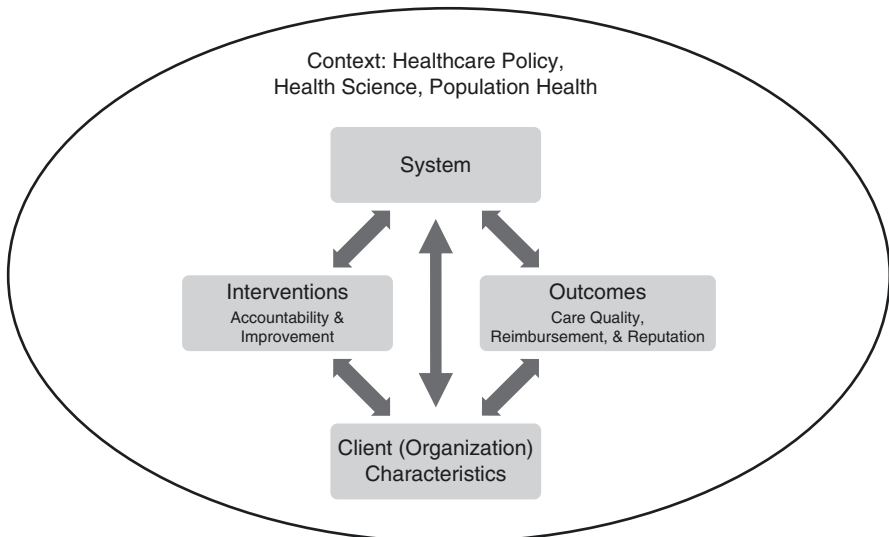 Context: Healthcare Policy,
Health Science, Population Health
System
Interventions
Accountability &
Improvement
Outcomes
Care Quality,
Reimbursement, & Reputation
Client (Organization)
Characteristics